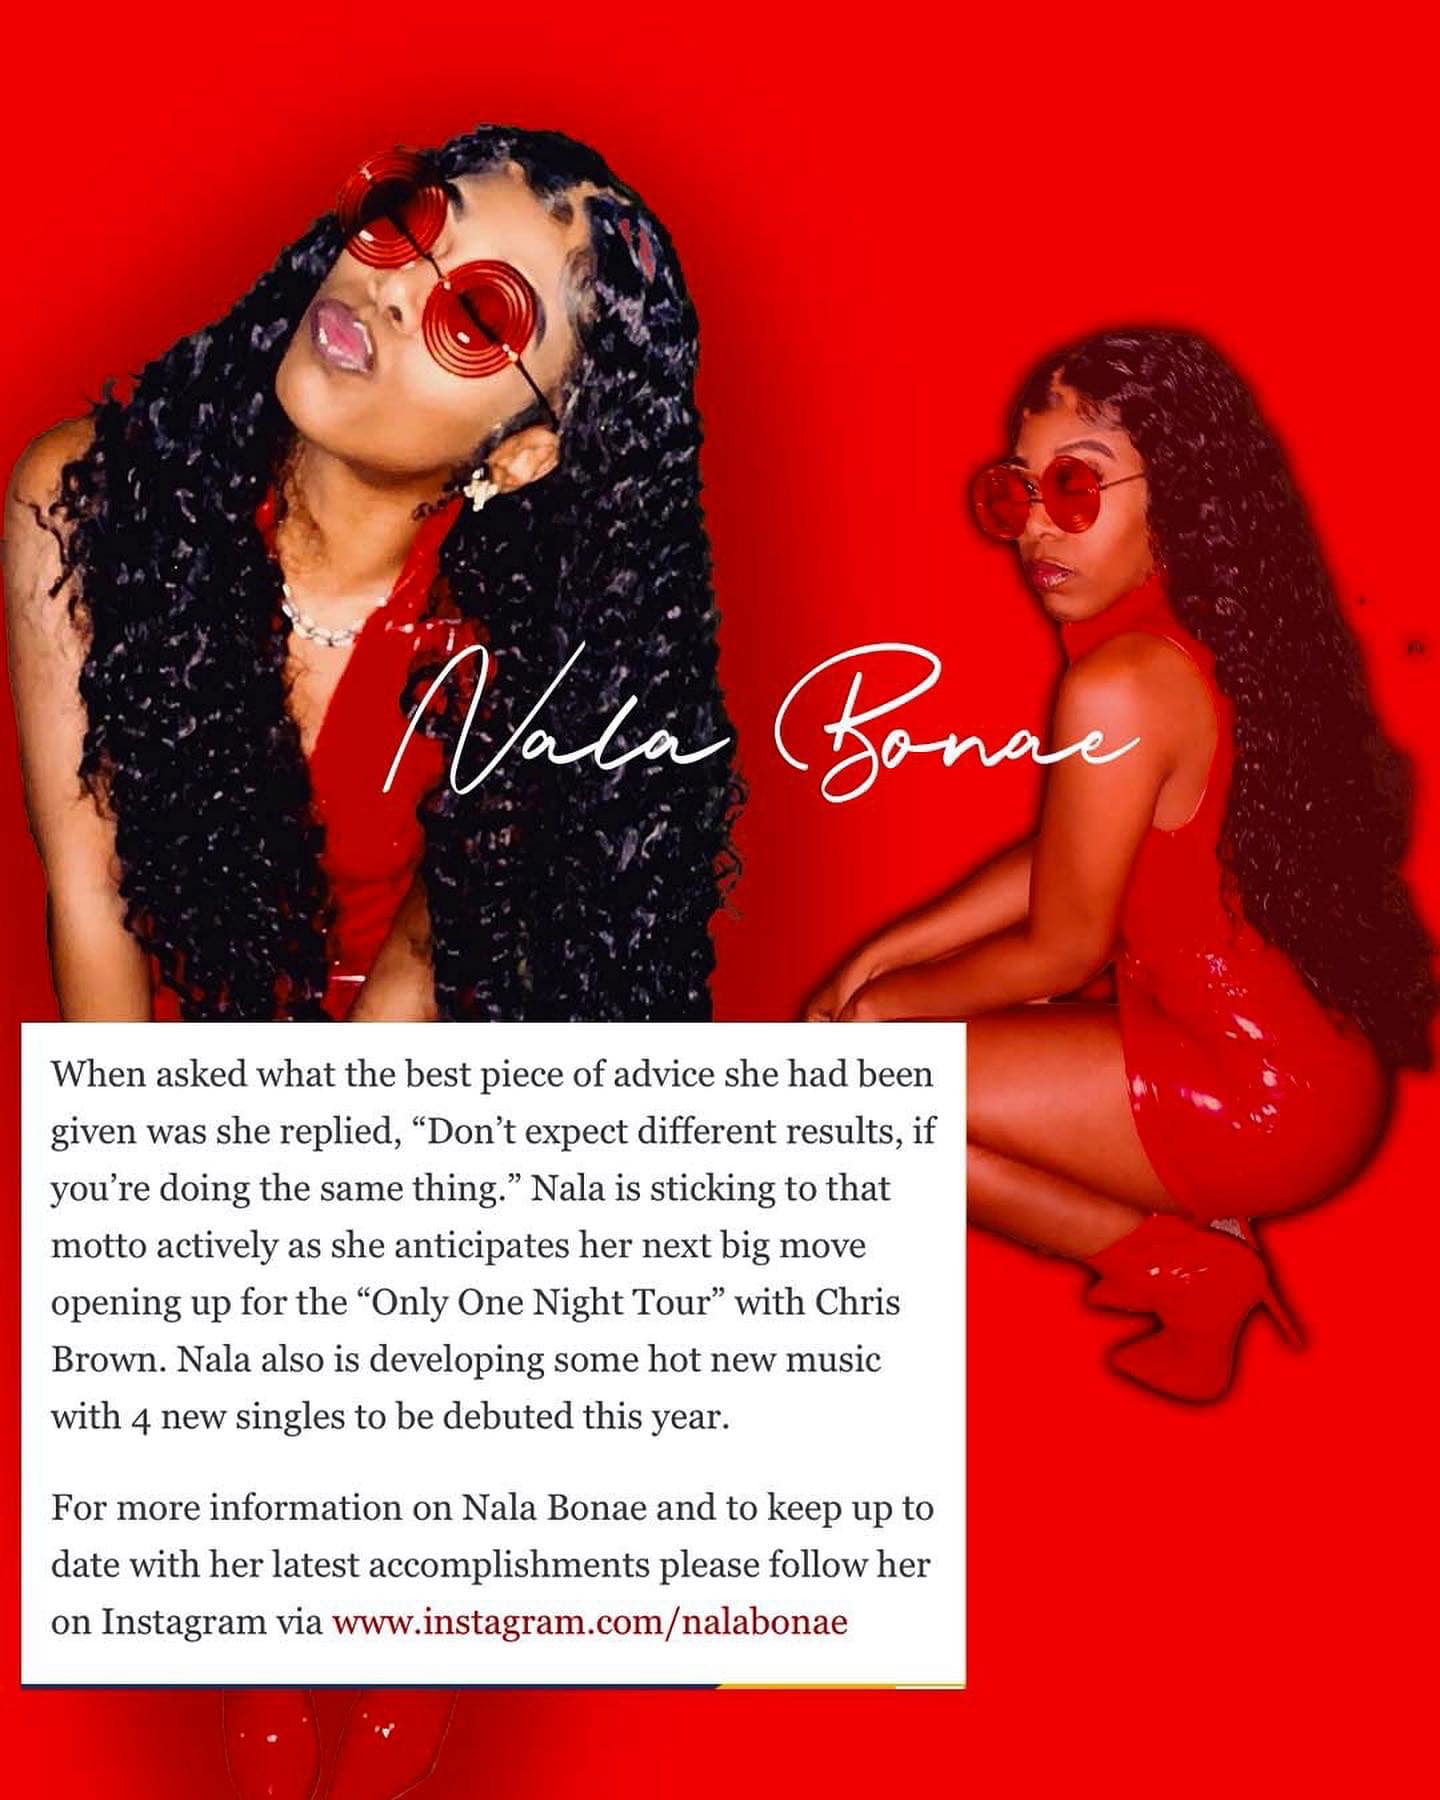 Nala Bonae
When asked what the best piece of advice she had been
given was she replied, “Don’t expect different results, if
you’re doing the same thing.” Nala is sticking to that
motto actively as she anticipates her next big move
opening up for the “Only One Night Tour” with Chris
Brown. Nala also is developing some hot new music
with 4 new singles to be debuted this year.
For more information on Nala Bonae and to keep up to
date with her latest accomplishments please follow her
on Instagram via www.instagram.com/nalabonae